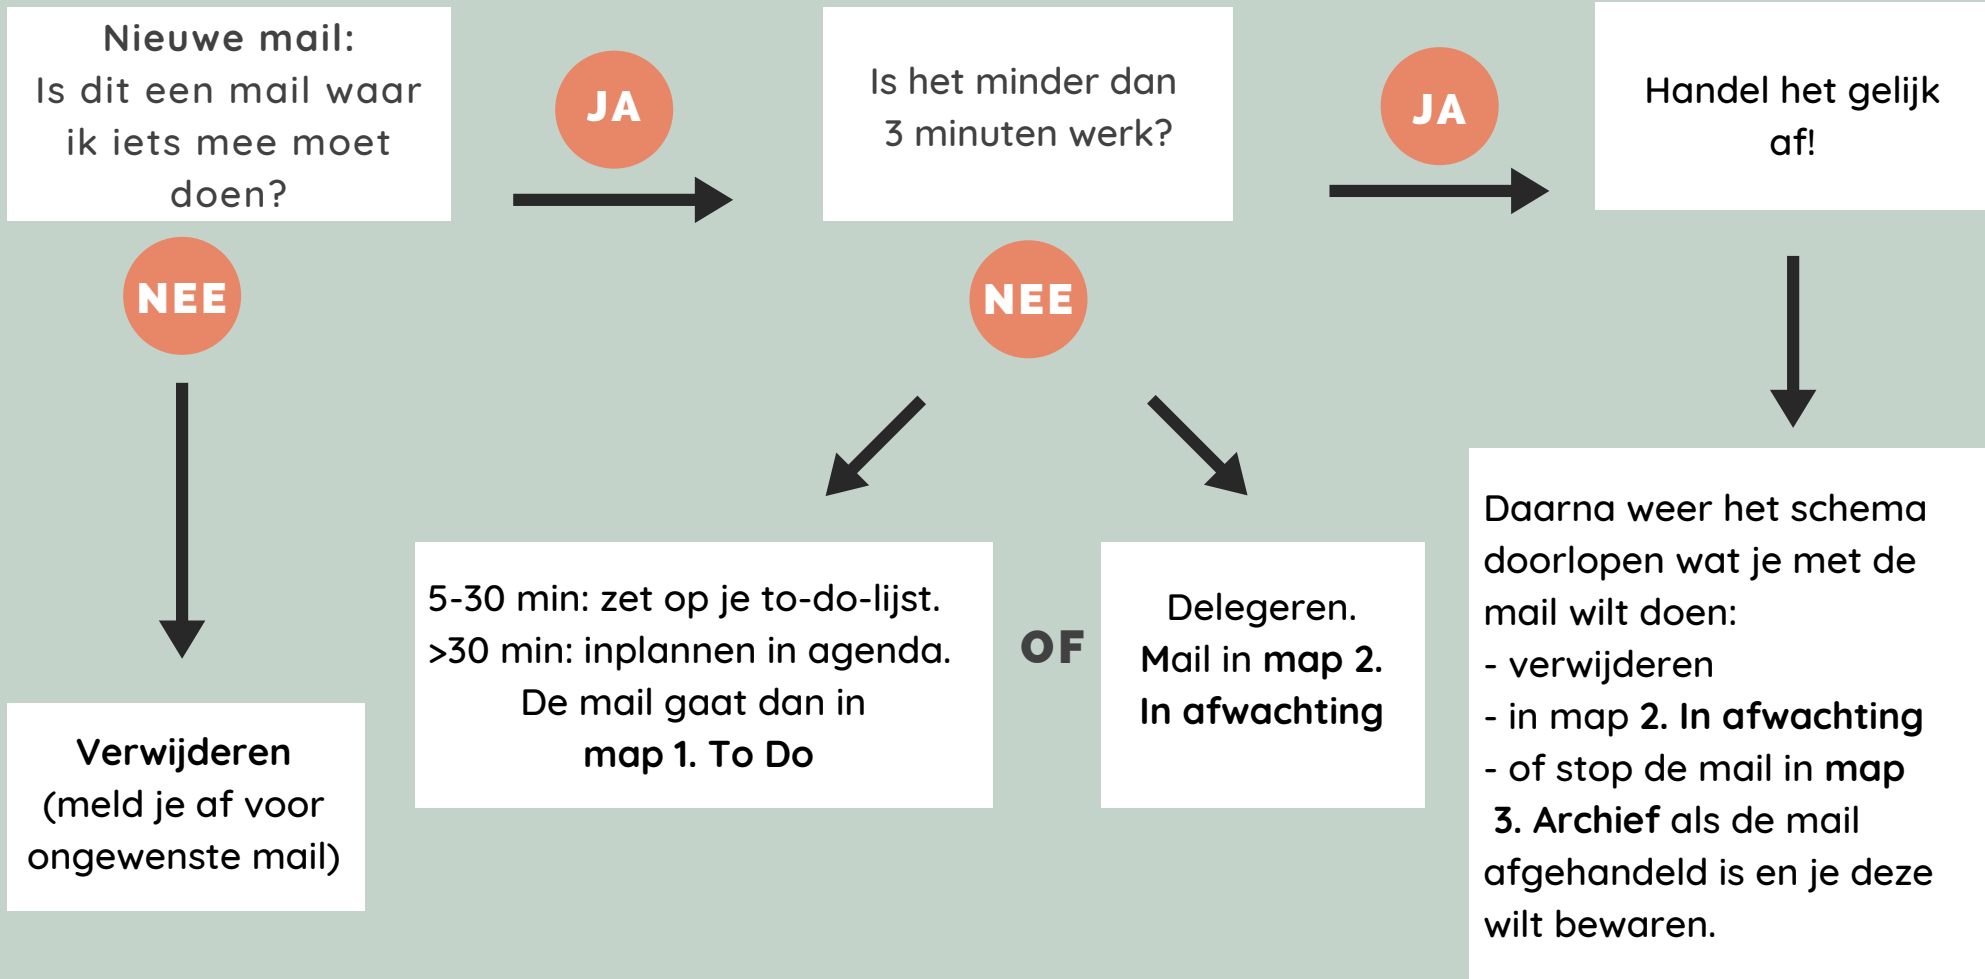 Nieuwe mail:
Is dit een mail waar
ik iets mee moet
doen?
JA
Is het minder dan
3 minuten werk?
JA
Handel het gelijk
af!
NEE
NEE
Verwijderen
(meld je af voor
ongewenste mail)
5-30 min: zet op je to-do-lijst.
>30 min: inplannen in agenda.
De mail gaat dan in
map 1. To Do
OF
Delegeren.
Mail in map 2.
In afwachting
Daarna weer het schema
doorlopen wat je met de
mail wilt doen:
- verwijderen
- in map 2. In afwachting
- of stop de mail in map
3. Archief als de mail
afgehandeld is en je deze
wilt bewaren.